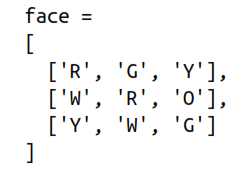 face =
[
['R', 'G', 'Y'],
['W', 'R', 'O'],
['Y', 'W', 'G']
]